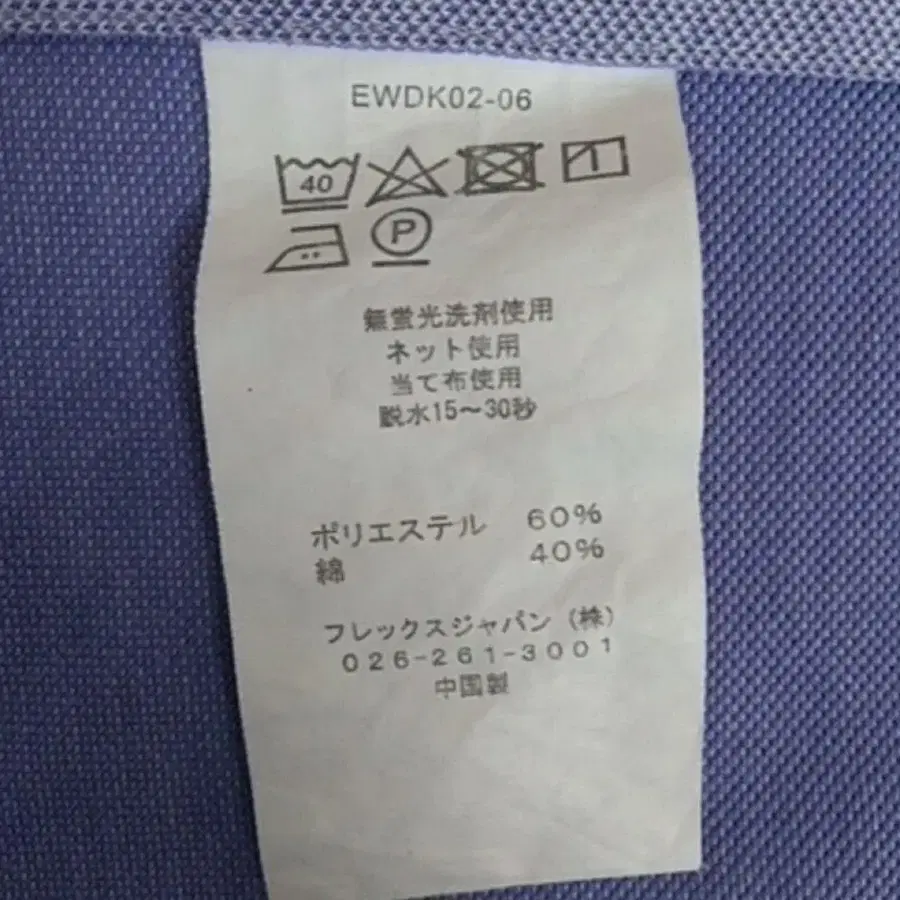 EWDK02-06
40
P
無蛍光洗剤使用
ネット使用
当て布使用
脱水15〜30秒
ポリエステル 60%
綿 40%
フレックスジャパン(株)
026-261-3001
中国製